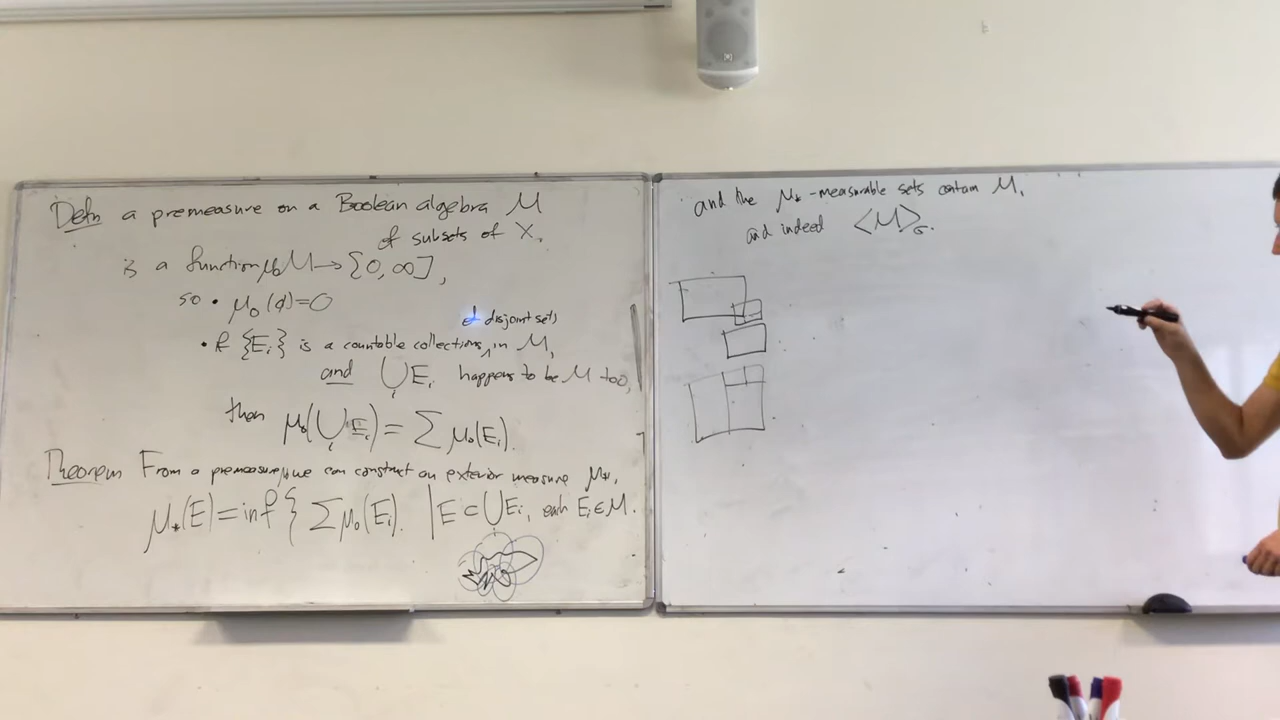 Defn a premeasure on a Boolean algebra M
of subsets of X,
is a function μ₀ M → [0, ∞],
so • μ₀(∅)=0
of disjoint sets
• if {Eᵢ} is a countable collection, in M,
and ⋃ᵢ Eᵢ happens to be M too,
then μ₀(⋃ᵢ Eᵢ) = ∑ μ₀(Eᵢ).
Theorem From a premeasure μ₀ we can construct an exterior measure μ*,
μ*(E) = inf { ∑ μ₀(Eᵢ). | E ⊂ ⋃ Eᵢ, each Eᵢ ∈ M.
and the μ*-measurable sets contain M,
and indeed <M>σ.